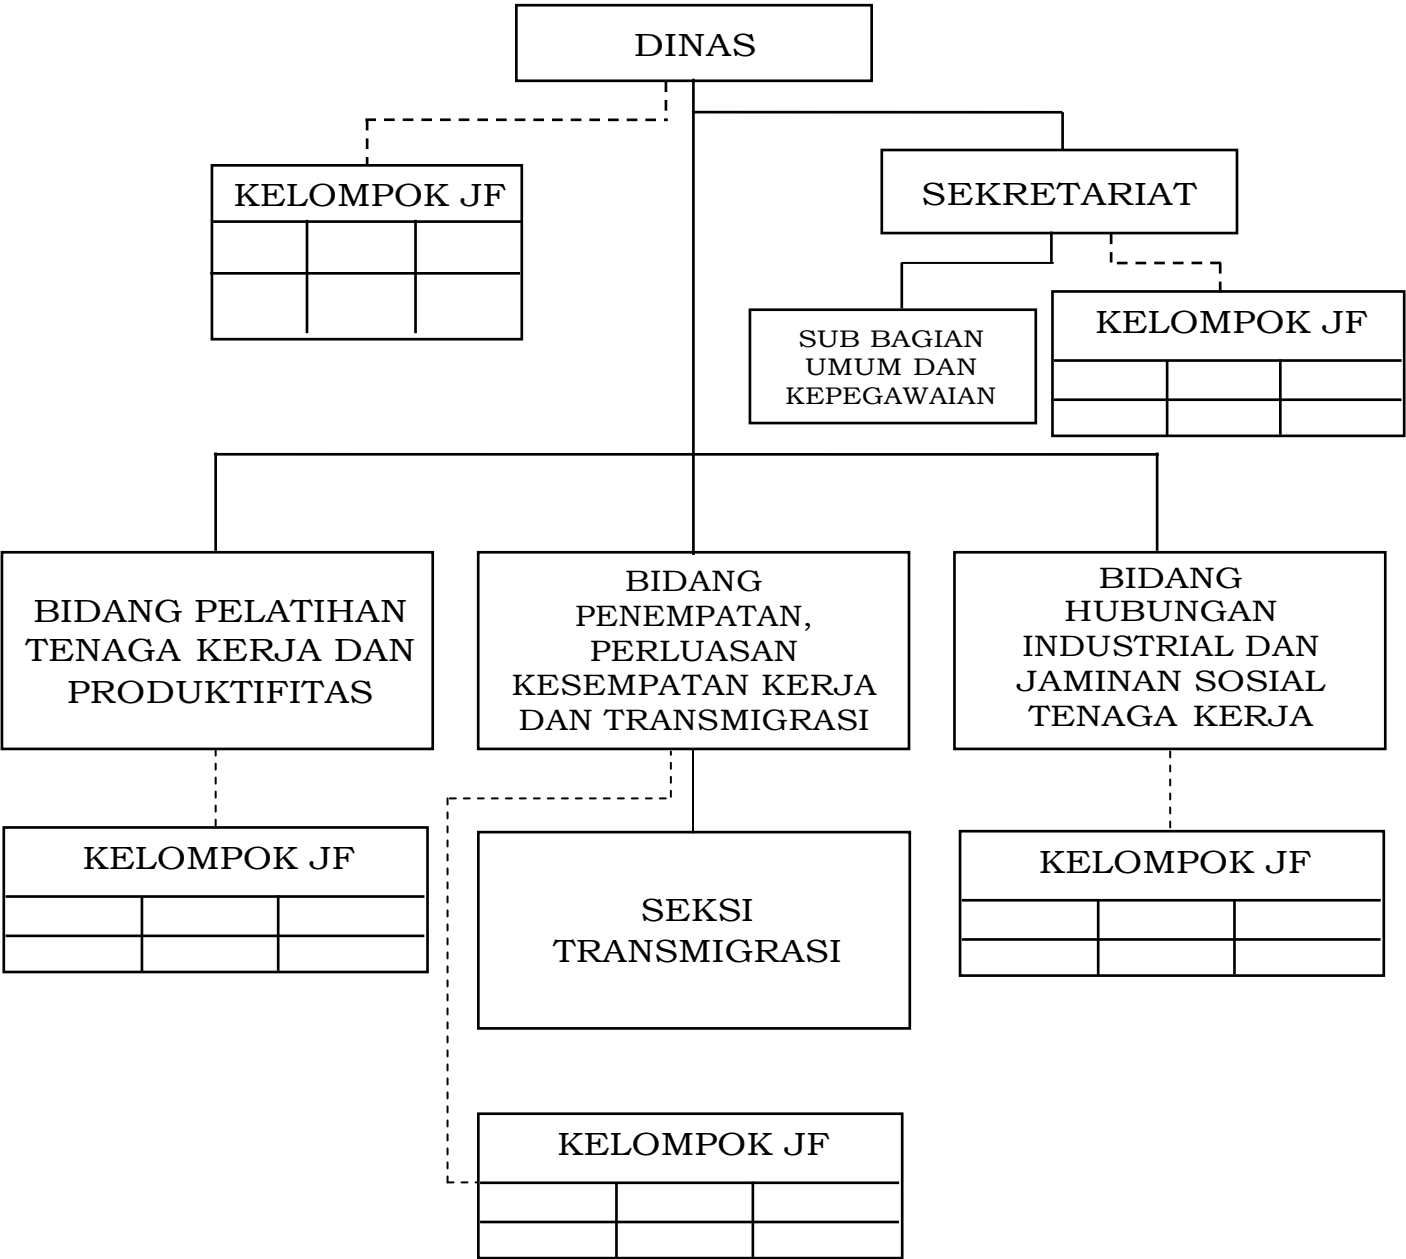 DINAS
KELOMPOK JF
SEKRETARIAT
SUB BAGIAN
UMUM DAN
KEPEGAWAIAN
KELOMPOK JF
BIDANG PELATIHAN
TENAGA KERJA DAN
PRODUKTIFITAS
BIDANG
PENEMPATAN,
PERLUASAN
KESEMPATAN KERJA
DAN TRANSMIGRASI
BIDANG
HUBUNGAN
INDUSTRIAL DAN
JAMINAN SOSIAL
TENAGA KERJA
KELOMPOK JF
SEKSI
TRANSMIGRASI
KELOMPOK JF
KELOMPOK JF